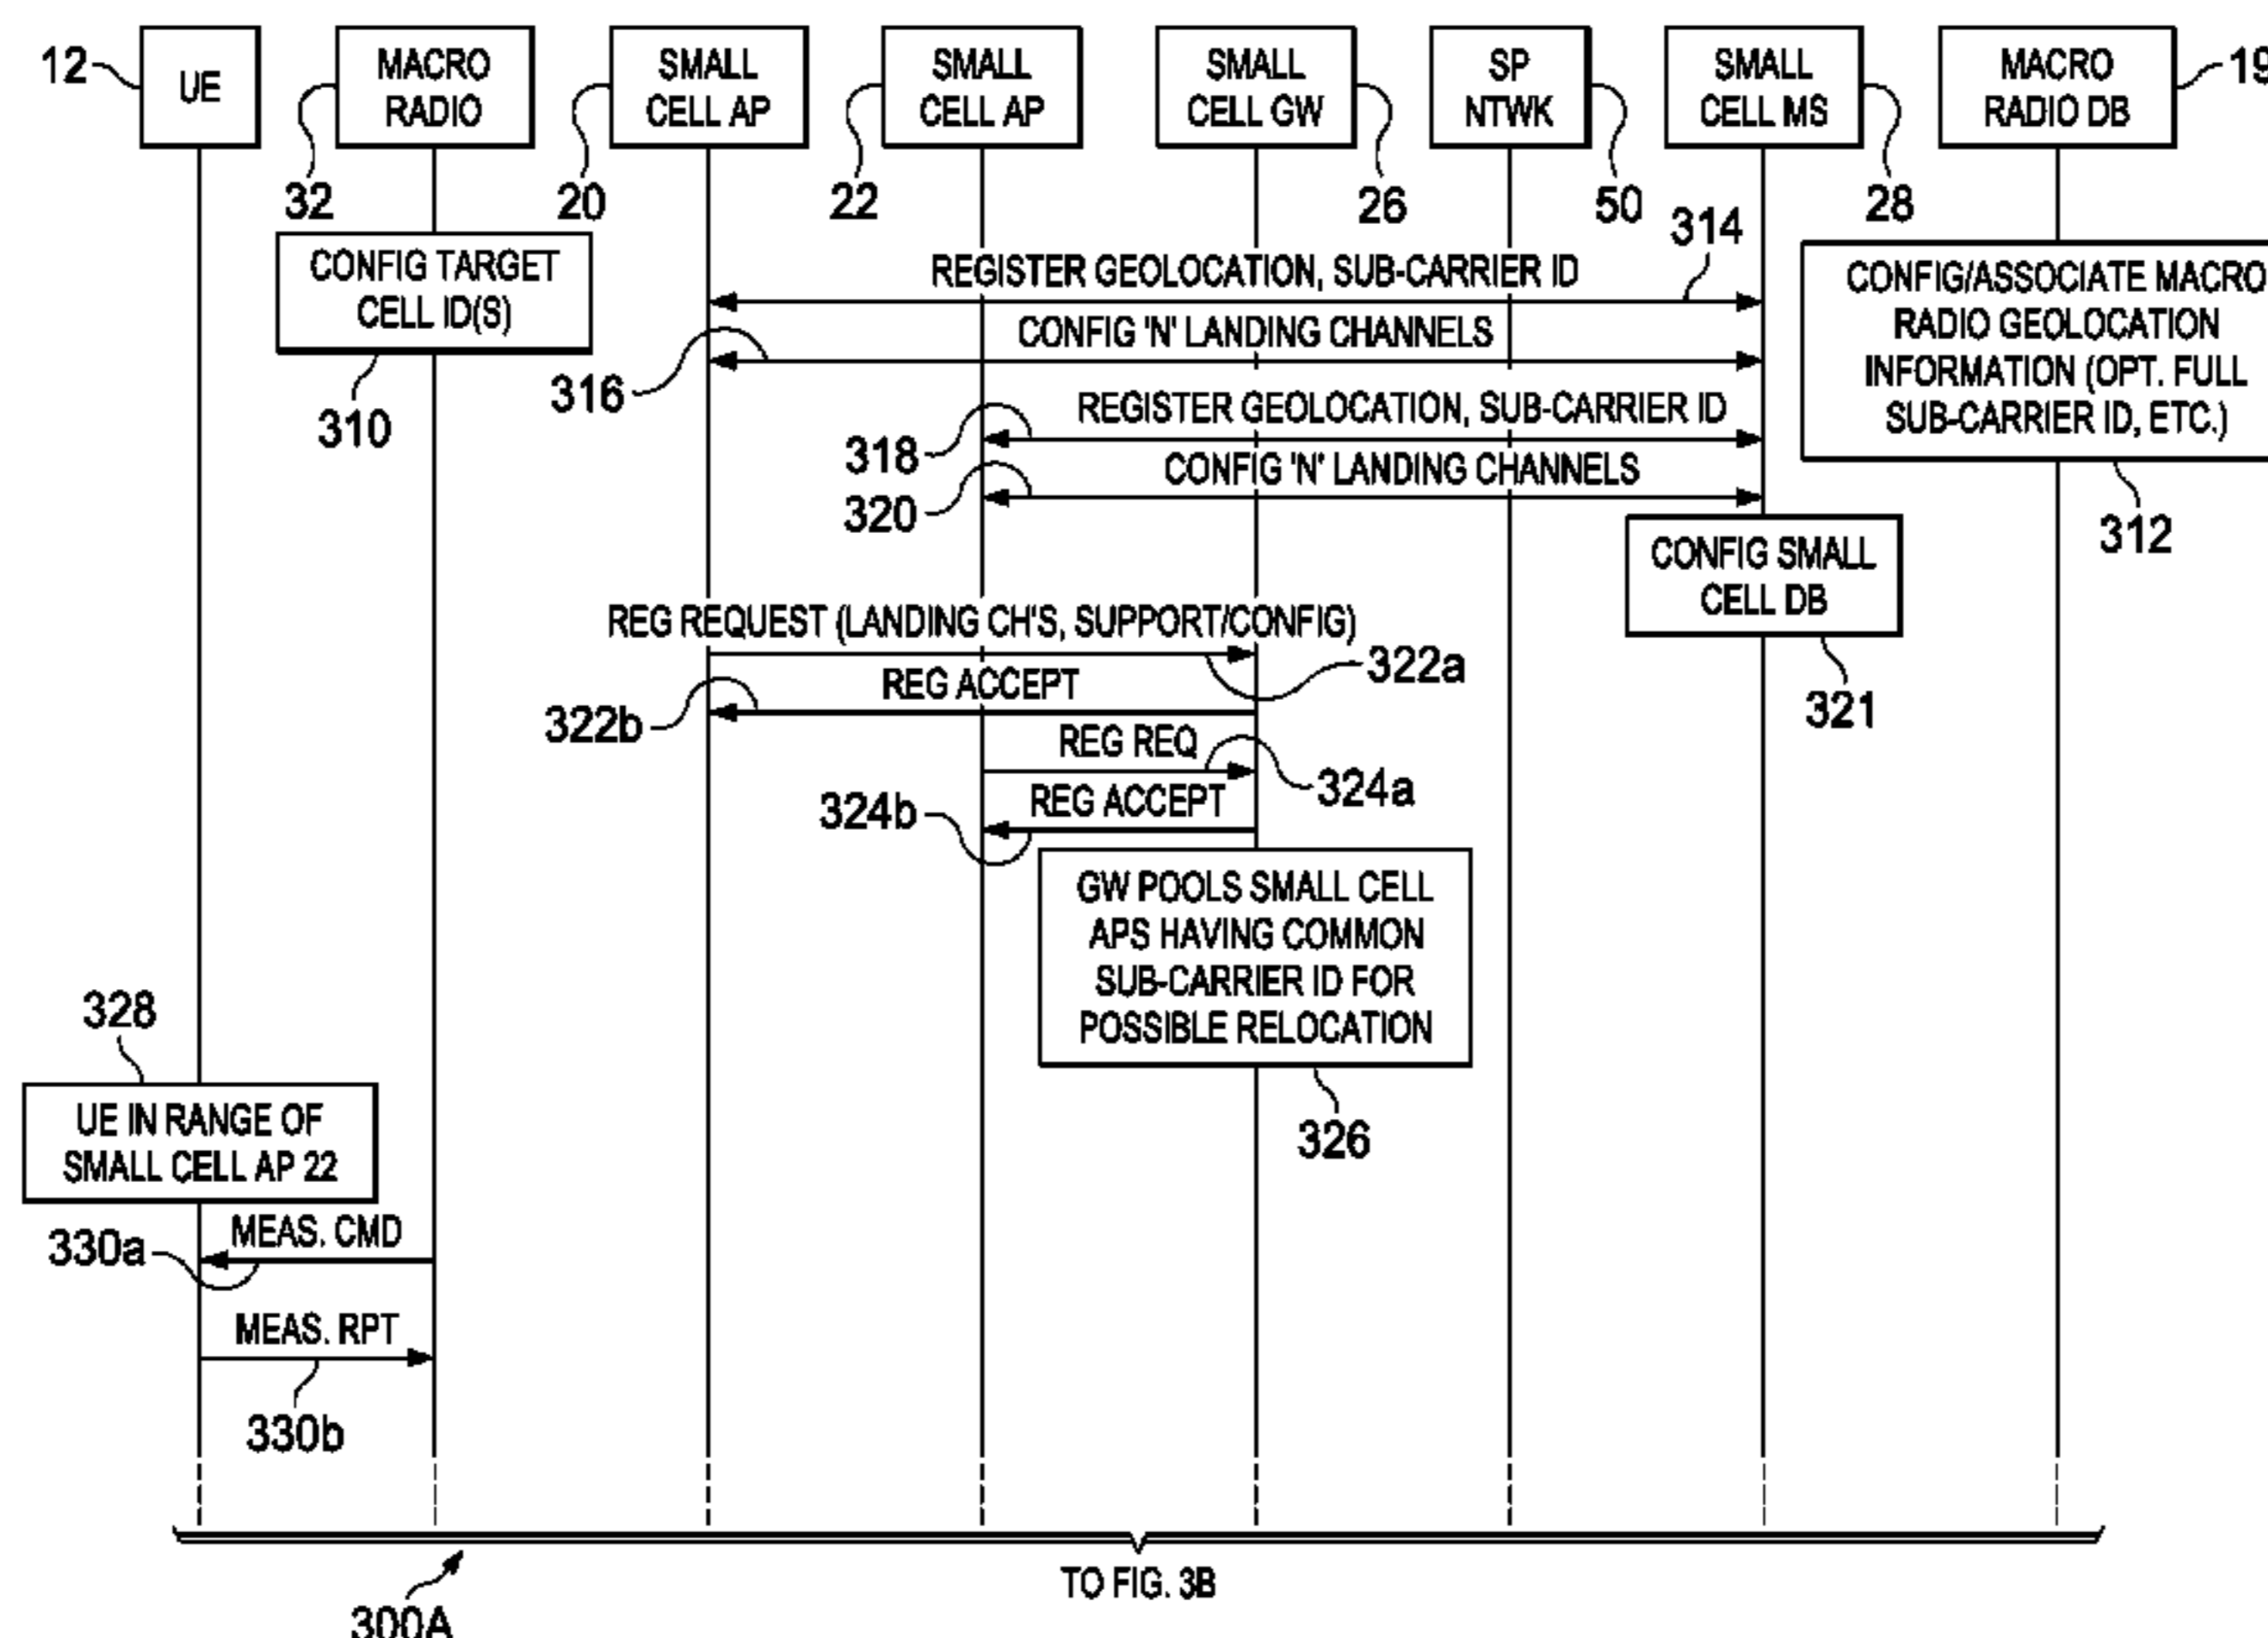 12
UE
MACRO
RADIO
32
SMALL
CELL AP
20
SMALL
CELL AP
22
SMALL
CELL GW
26
SP
NTWK
50
SMALL
CELL MS
28
MACRO
RADIO DB
19
CONFIG TARGET
CELL ID(S)
310
REGISTER GEOLOCATION, SUB-CARRIER ID
314
CONFIG 'N' LANDING CHANNELS
316
REGISTER GEOLOCATION, SUB-CARRIER ID
318
CONFIG 'N' LANDING CHANNELS
320
CONFIG/ASSOCIATE MACRO
RADIO GEOLOCATION
INFORMATION (OPT. FULL
SUB-CARRIER ID, ETC.)
312
CONFIG SMALL
CELL DB
321
REG REQUEST (LANDING CH'S, SUPPORT/CONFIG)
322a
REG ACCEPT
322b
REG REQ
324a
REG ACCEPT
324b
GW POOLS SMALL CELL
APS HAVING COMMON
SUB-CARRIER ID FOR
POSSIBLE RELOCATION
326
328
UE IN RANGE OF
SMALL CELL AP 22
MEAS. CMD
330a
MEAS. RPT
330b
TO FIG. 3B
300A